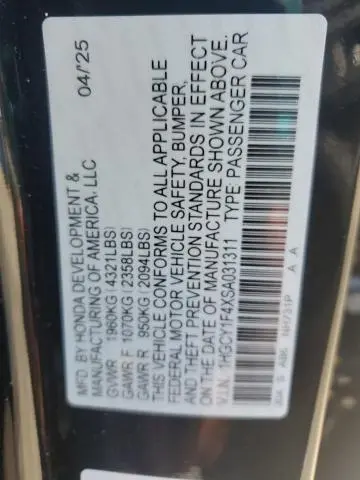 MFD. BY HONDA DEVELOPMENT & 04/25
MANUFACTURING OF AMERICA, LLC
GVWR 1960KG (4321LBS)
GAWR F 1070KG (2358LBS)
GAWR R 950KG (2094LBS)
THIS VEHICLE CONFORMS TO ALL APPLICABLE
FEDERAL MOTOR VEHICLE SAFETY, BUMPER,
AND THEFT PREVENTION STANDARDS IN EFFECT
ON THE DATE OF MANUFACTURE SHOWN ABOVE.
V.I.N. 1HGCY1F4XSA031311 TYPE: PASSENGER CAR
NH731P A A